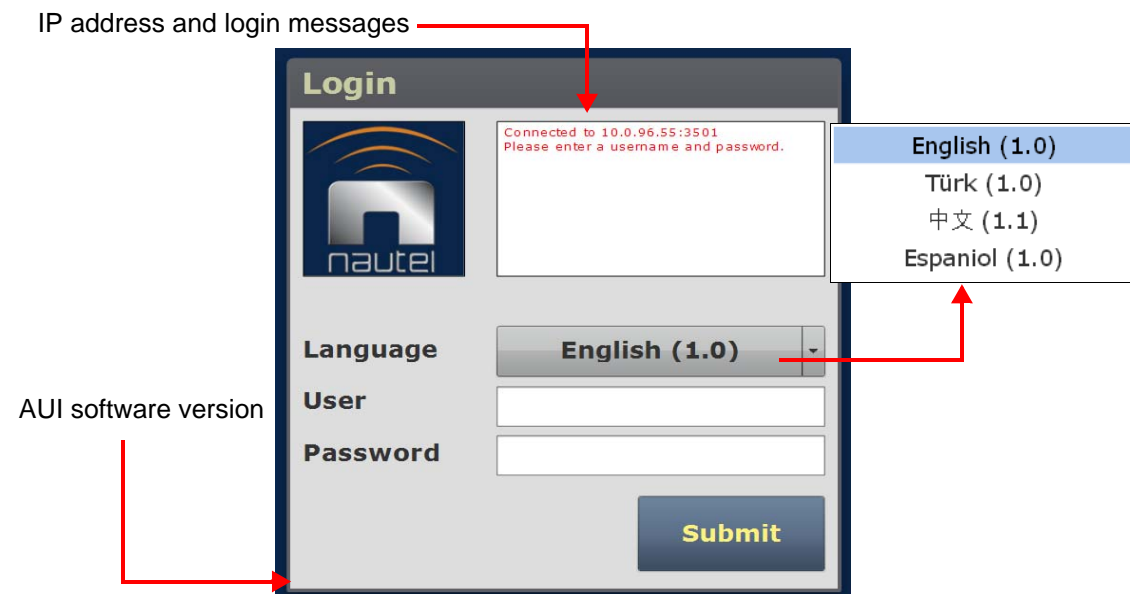 IP address and login messages
Login
Connected to 10.0.96.55:3501
Please enter a username and password.
nautel
English (1.0)
Türk (1.0)
中文 (1.1)
Espaniol (1.0)
Language
English (1.0)
User
AUI software version
Password
Submit